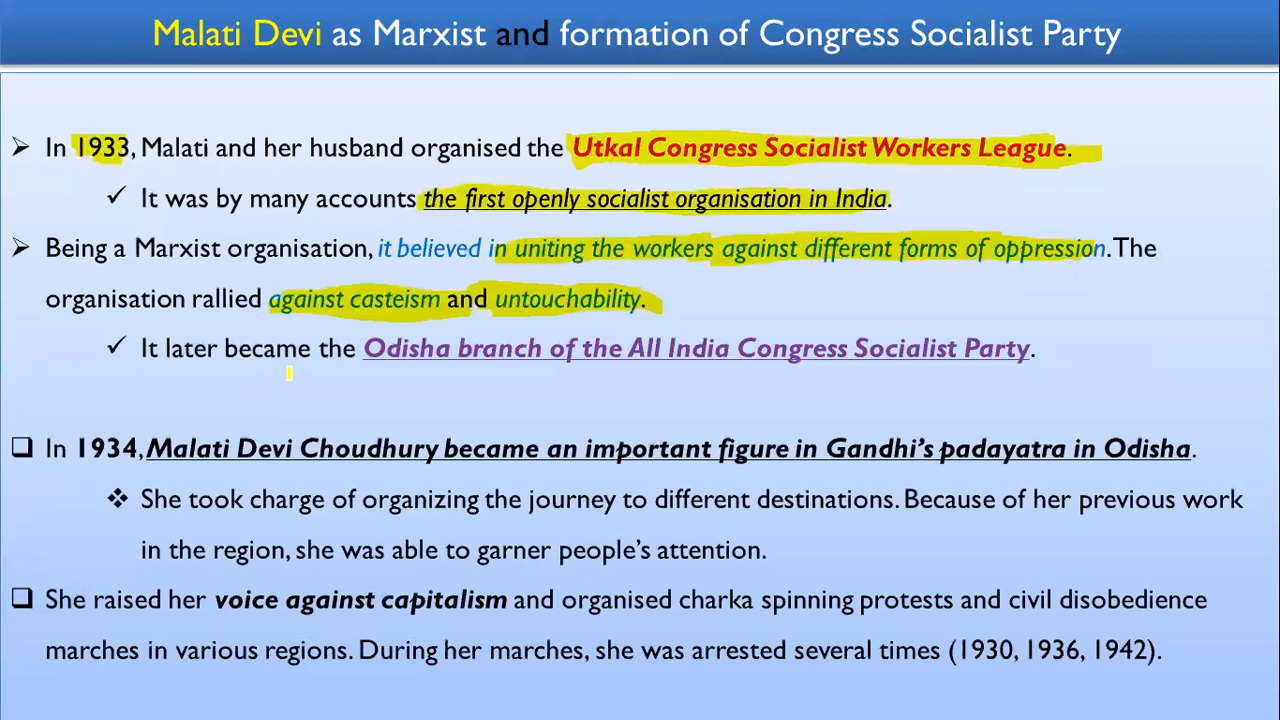 Malati Devi as Marxist and formation of Congress Socialist Party
In 1933, Malati and her husband organised the Utkal Congress Socialist Workers League.
It was by many accounts the first openly socialist organisation in India.
Being a Marxist organisation, it believed in uniting the workers against different forms of oppression. The
organisation rallied against casteism and untouchability.
It later became the Odisha branch of the All India Congress Socialist Party.
In 1934, Malati Devi Choudhury became an important figure in Gandhi's padayatra in Odisha.
She took charge of organizing the journey to different destinations. Because of her previous work
in the region, she was able to garner people's attention.
She raised her voice against capitalism and organised charka spinning protests and civil disobedience
marches in various regions. During her marches, she was arrested several times (1930, 1936, 1942).